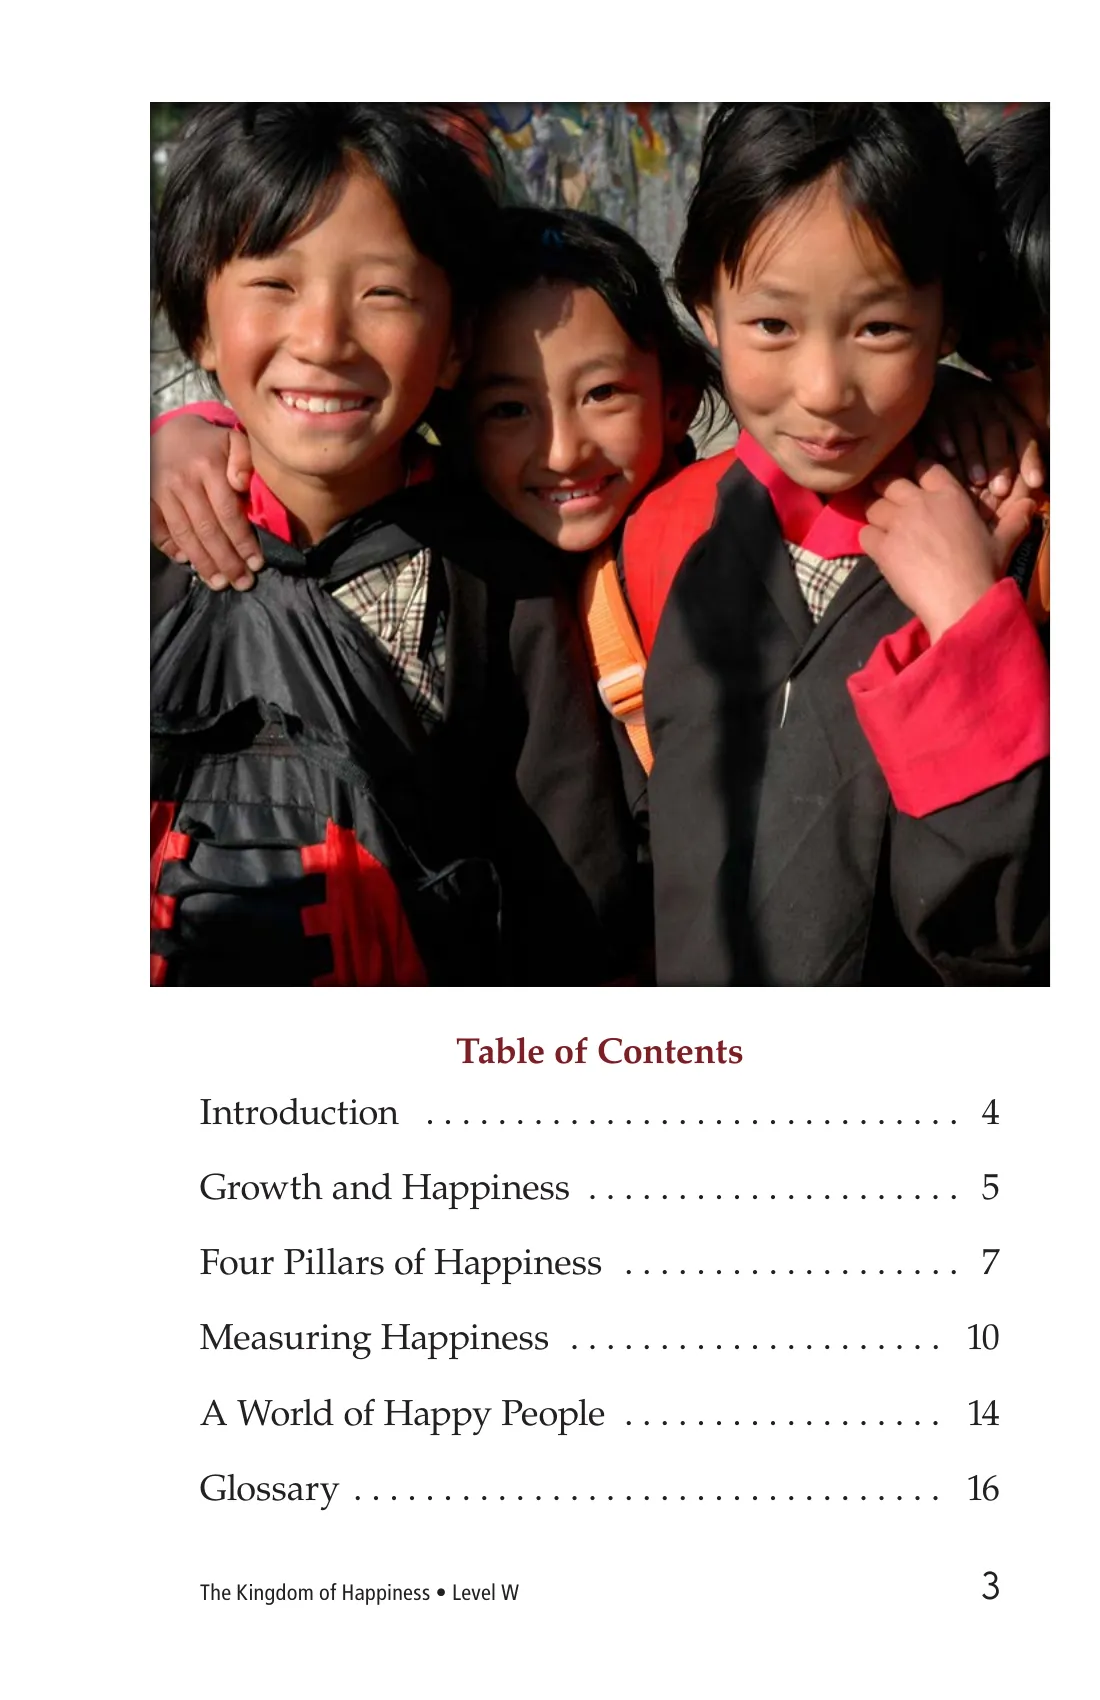 Table of Contents
Introduction . . . . . . . . . . . . . . . . . . . . . . . . . . . . . . 4
Growth and Happiness . . . . . . . . . . . . . . . . . . . . . 5
Four Pillars of Happiness . . . . . . . . . . . . . . . . . . . 7
Measuring Happiness . . . . . . . . . . . . . . . . . . . . . 10
A World of Happy People . . . . . . . . . . . . . . . . . . 14
Glossary . . . . . . . . . . . . . . . . . . . . . . . . . . . . . . . . . 16
The Kingdom of Happiness • Level W 3